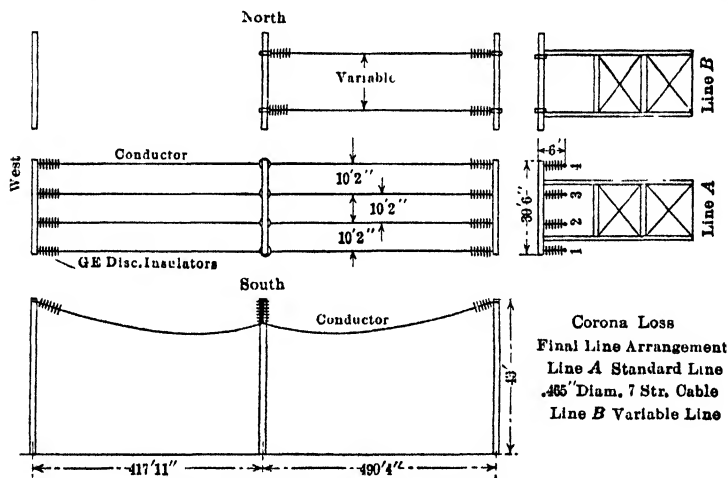 North
Variable
Line B
West
Conductor
10'2"
10'2"
10'2"
GE Disc. Insulators
6'
30'6"
4
3
2
1
Line A
South
Conductor
43'
417'11"
490'4"
Corona Loss
Final Line Arrangement
Line A Standard Line
.465" Diam. 7 Str. Cable
Line B Variable Line